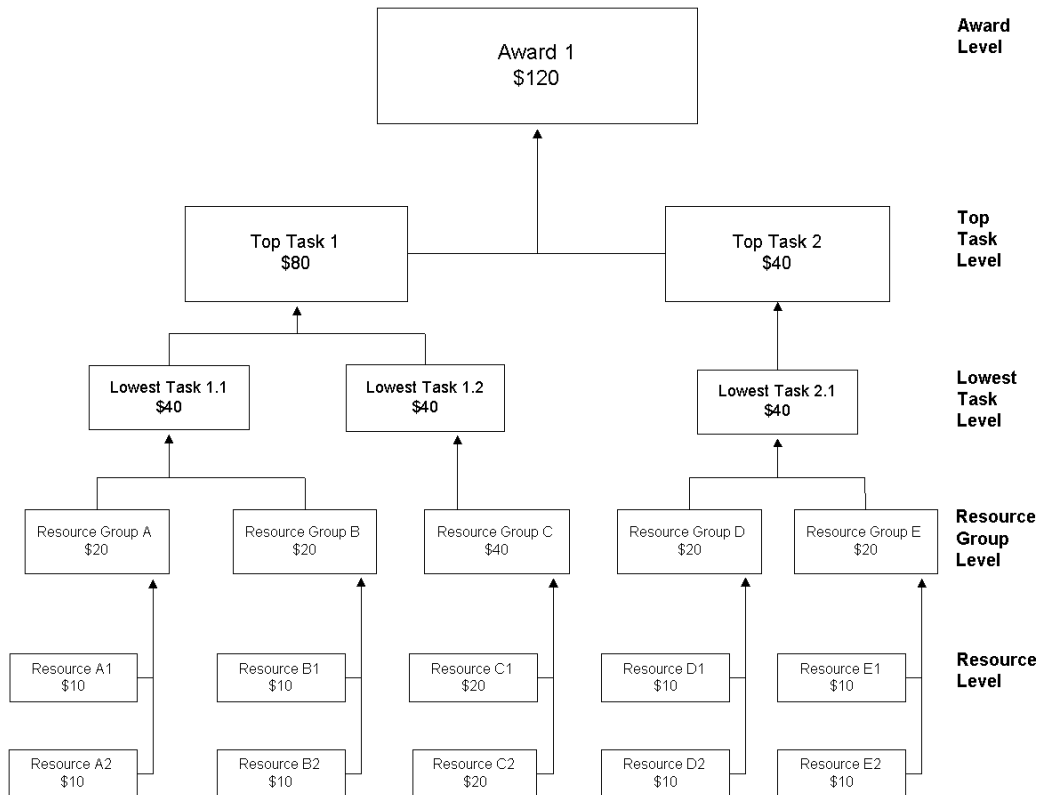 Award 1
$120
Award
Level
Top Task 1
$80
Top Task 2
$40
Top
Task
Level
Lowest Task 1.1
$40
Lowest Task 1.2
$40
Lowest Task 2.1
$40
Lowest
Task
Level
Resource Group A
$20
Resource Group B
$20
Resource Group C
$40
Resource Group D
$20
Resource Group E
$20
Resource
Group
Level
Resource A1
$10
Resource B1
$10
Resource C1
$20
Resource D1
$10
Resource E1
$10
Resource
Level
Resource A2
$10
Resource B2
$10
Resource C2
$20
Resource D2
$10
Resource E2
$10